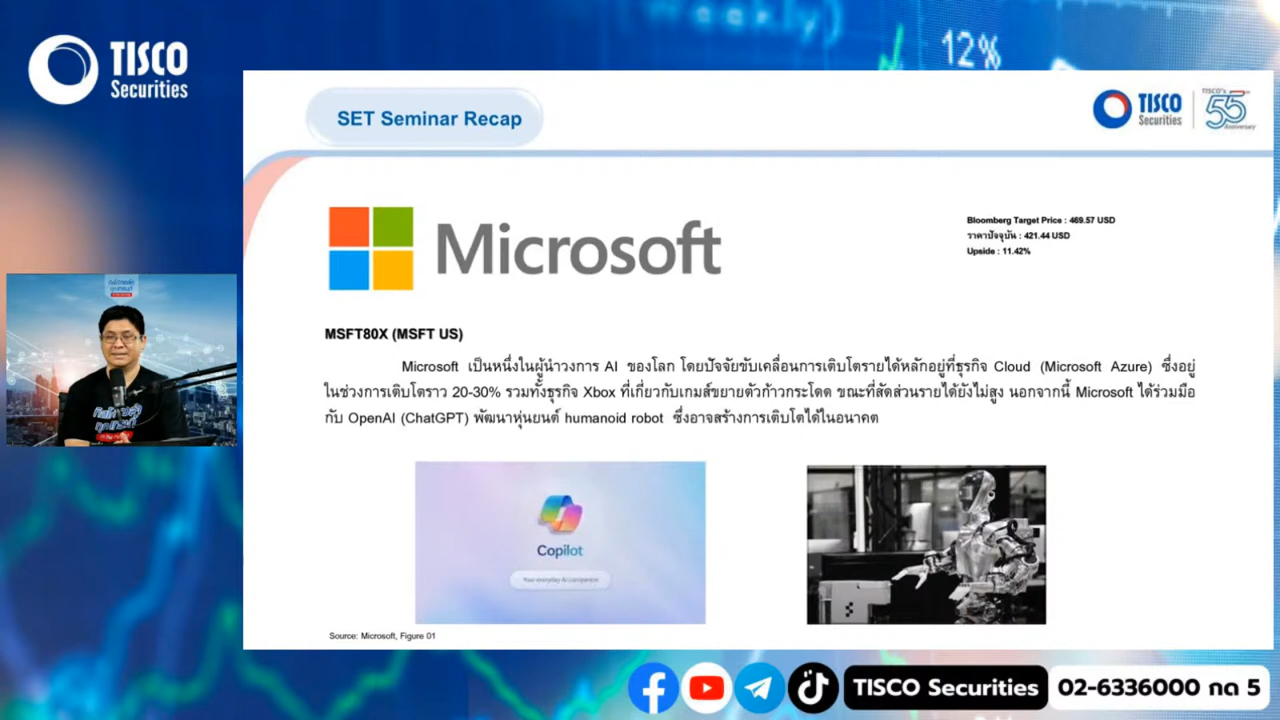 TISCO
Securities
12%
SET Seminar Recap
TISCO
Securities
TISCO's
55
Anniversary
Microsoft
Bloomberg Target Price : 469.57 USD
ราคาปัจจุบัน : 421.44 USD
Upside : 11.42%
MSFT80X (MSFT US)
Microsoft เป็นหนึ่งในผู้นำวงการ AI ของโลก โดยปัจจัยขับเคลื่อนการเติบโตรายได้หลักอยู่ที่ธุรกิจ Cloud (Microsoft Azure) ซึ่งอยู่
ในช่วงการเติบโตราว 20-30% รวมทั้งธุรกิจ Xbox ที่เกี่ยวกับเกมส์ขยายตัวก้าวกระโดด ขณะที่สัดส่วนรายได้ยังไม่สูง นอกจากนี้ Microsoft ได้ร่วมมือ
กับ OpenAI (ChatGPT) พัฒนาหุ่นยนต์ humanoid robot ซึ่งอาจสร้างการเติบโตได้ในอนาคต
Copilot
Your everyday AI companion
Source: Microsoft, Figure 01
TISCO Securities
02-6336000 กด 5